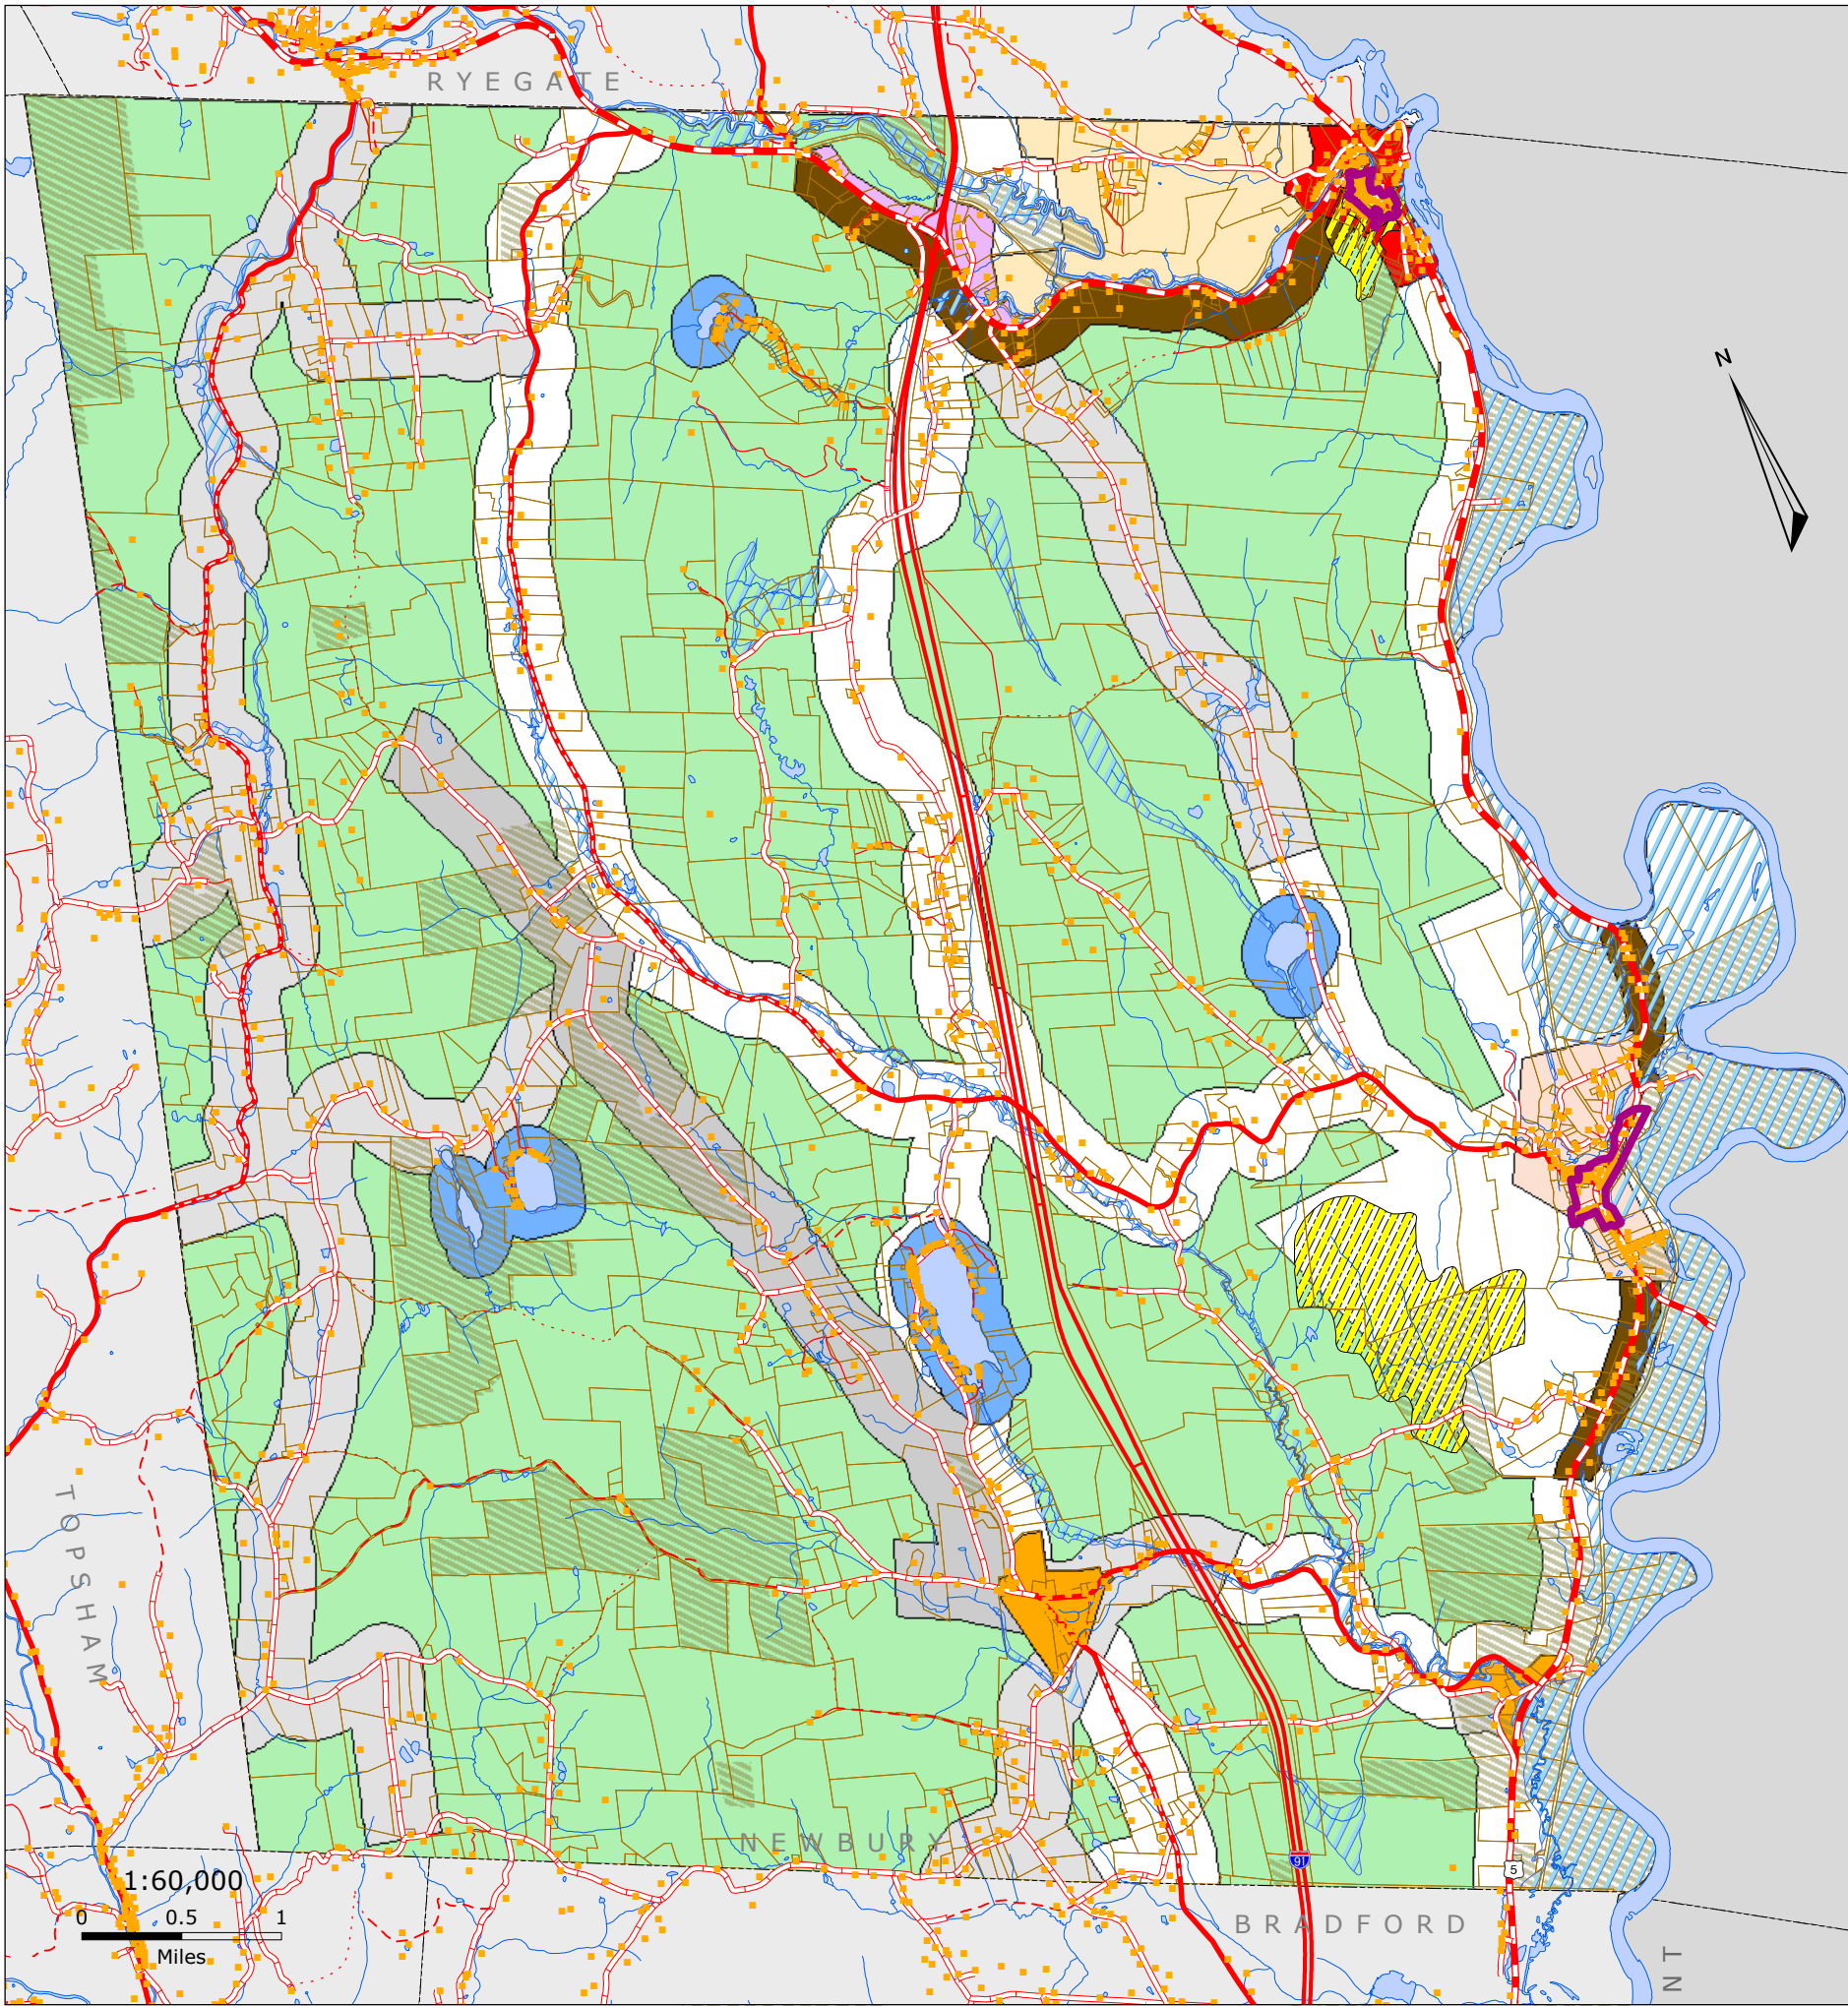 RYEGATE
N
TOPSHAM
NEWBURY
91
5
1:60,000
0 0.5 1
Miles
BRADFORD
NT